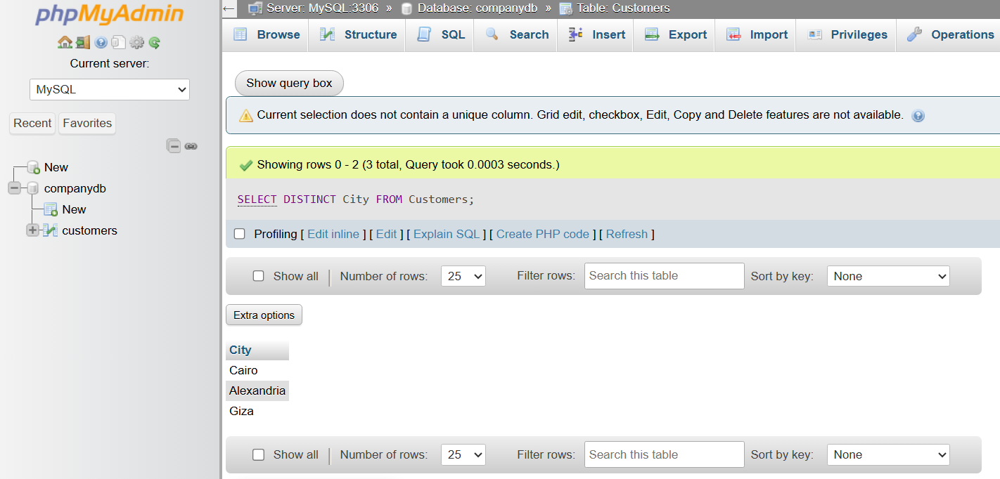 phpMyAdmin
Current server:
MySQL
Recent Favorites
New
companydb
New
customers
← Server: MySQL:3306 » Database: companydb » Table: Customers
Browse Structure SQL Search Insert Export Import Privileges Operations
Show query box
Current selection does not contain a unique column. Grid edit, checkbox, Edit, Copy and Delete features are not available.
Showing rows 0 - 2 (3 total, Query took 0.0003 seconds.)
SELECT DISTINCT City FROM Customers;
Profiling [ Edit inline ] [ Edit ] [ Explain SQL ] [ Create PHP code ] [ Refresh ]
Show all | Number of rows: 25 Filter rows: Search this table Sort by key: None
Extra options
City
Cairo
Alexandria
Giza
Show all | Number of rows: 25 Filter rows: Search this table Sort by key: None